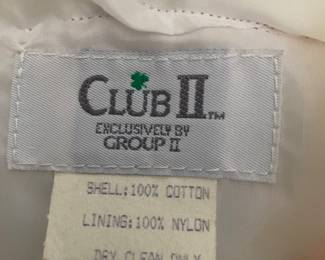 CLUB II™
EXCLUSIVELY BY
GROUP II
SHELL:100% COTTON
LINING:100% NYLON
DRY CLEAN ONLY